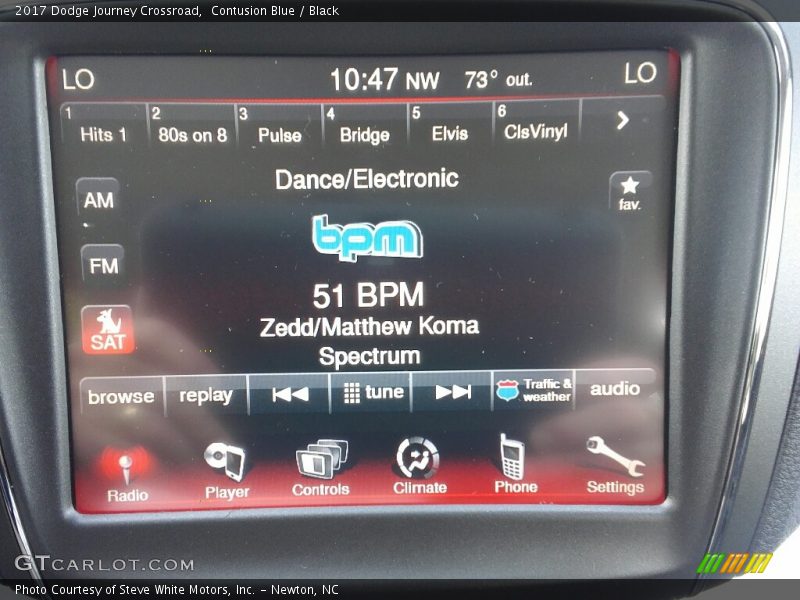 2017 Dodge Journey Crossroad,  Contusion Blue / Black
LO 10:47 NW 73° out. LO
1 Hits 1 2 80s on 8 3 Pulse 4 Bridge 5 Elvis 6 ClsVinyl
Dance/Electronic
AM
fav.
bpm
FM
51 BPM
Zedd/Matthew Koma
SAT
Spectrum
browse replay tune Traffic & weather audio
Radio Player Controls Climate Phone Settings
GTCARLOT.COM
Photo Courtesy of Steve White Motors, Inc. – Newton, NC